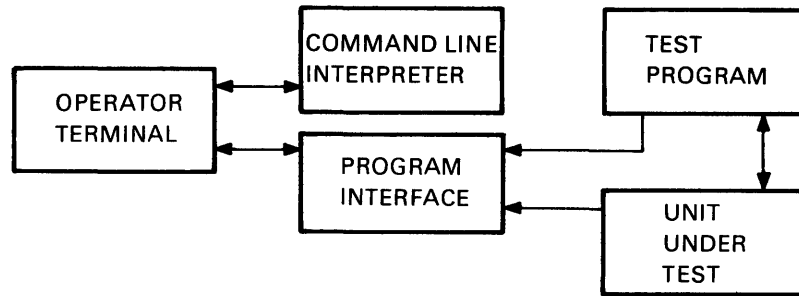 COMMAND LINE
INTERPRETER
TEST
PROGRAM
OPERATOR
TERMINAL
PROGRAM
INTERFACE
UNIT
UNDER
TEST